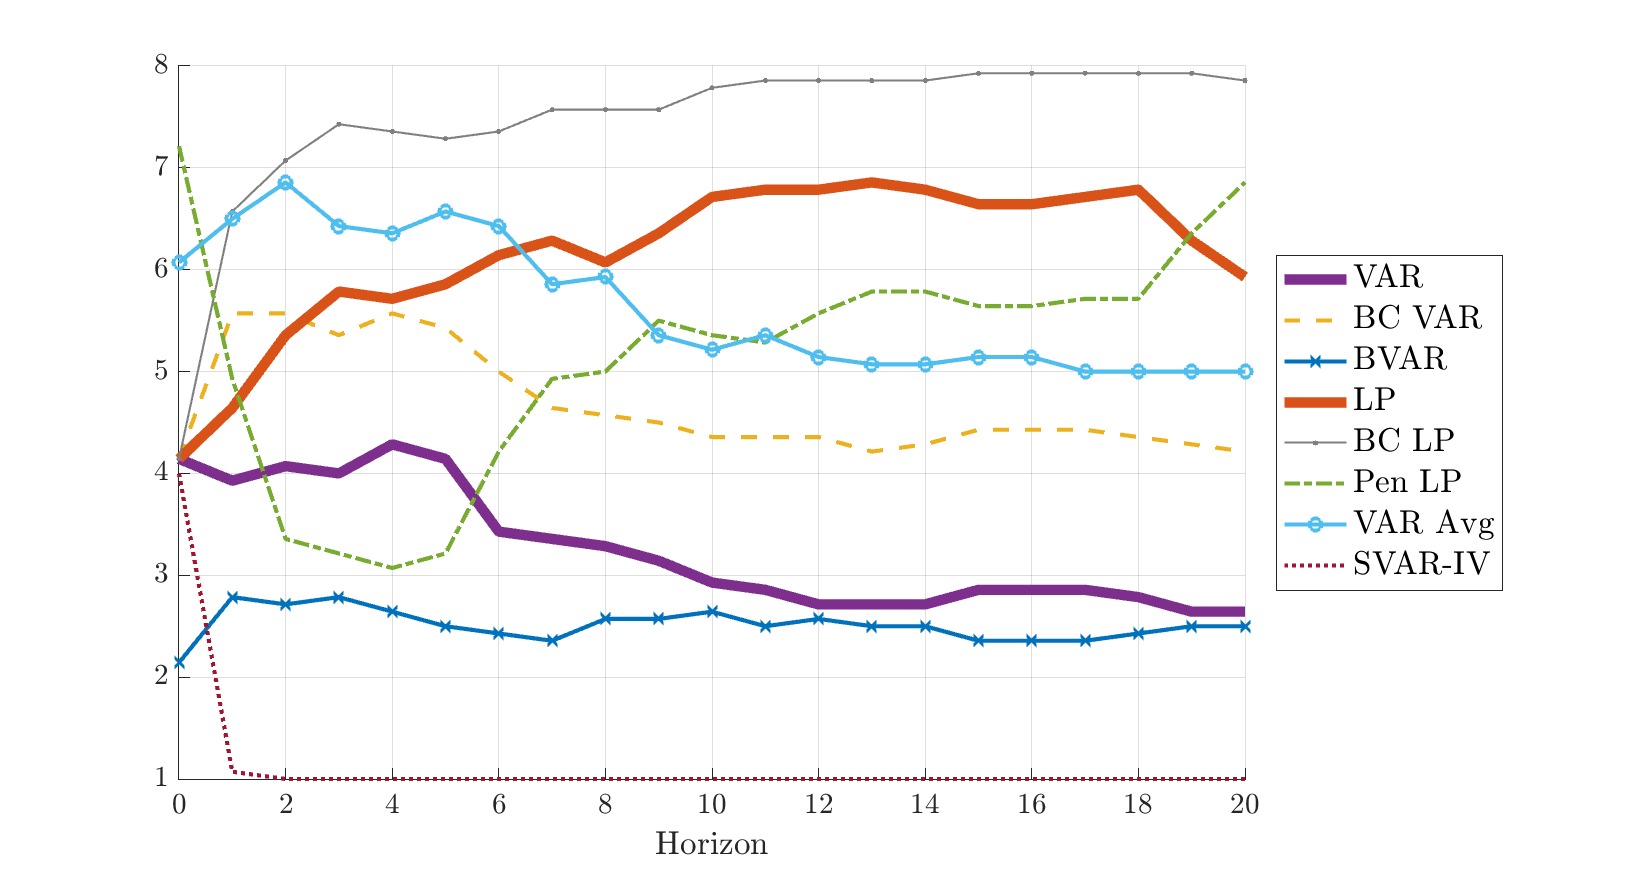 8
7
6
5
4
3
2
1
0 2 4 6 8 10 12 14 16 18 20
Horizon
VAR
BC VAR
BVAR
LP
BC LP
Pen LP
VAR Avg
SVAR-IV